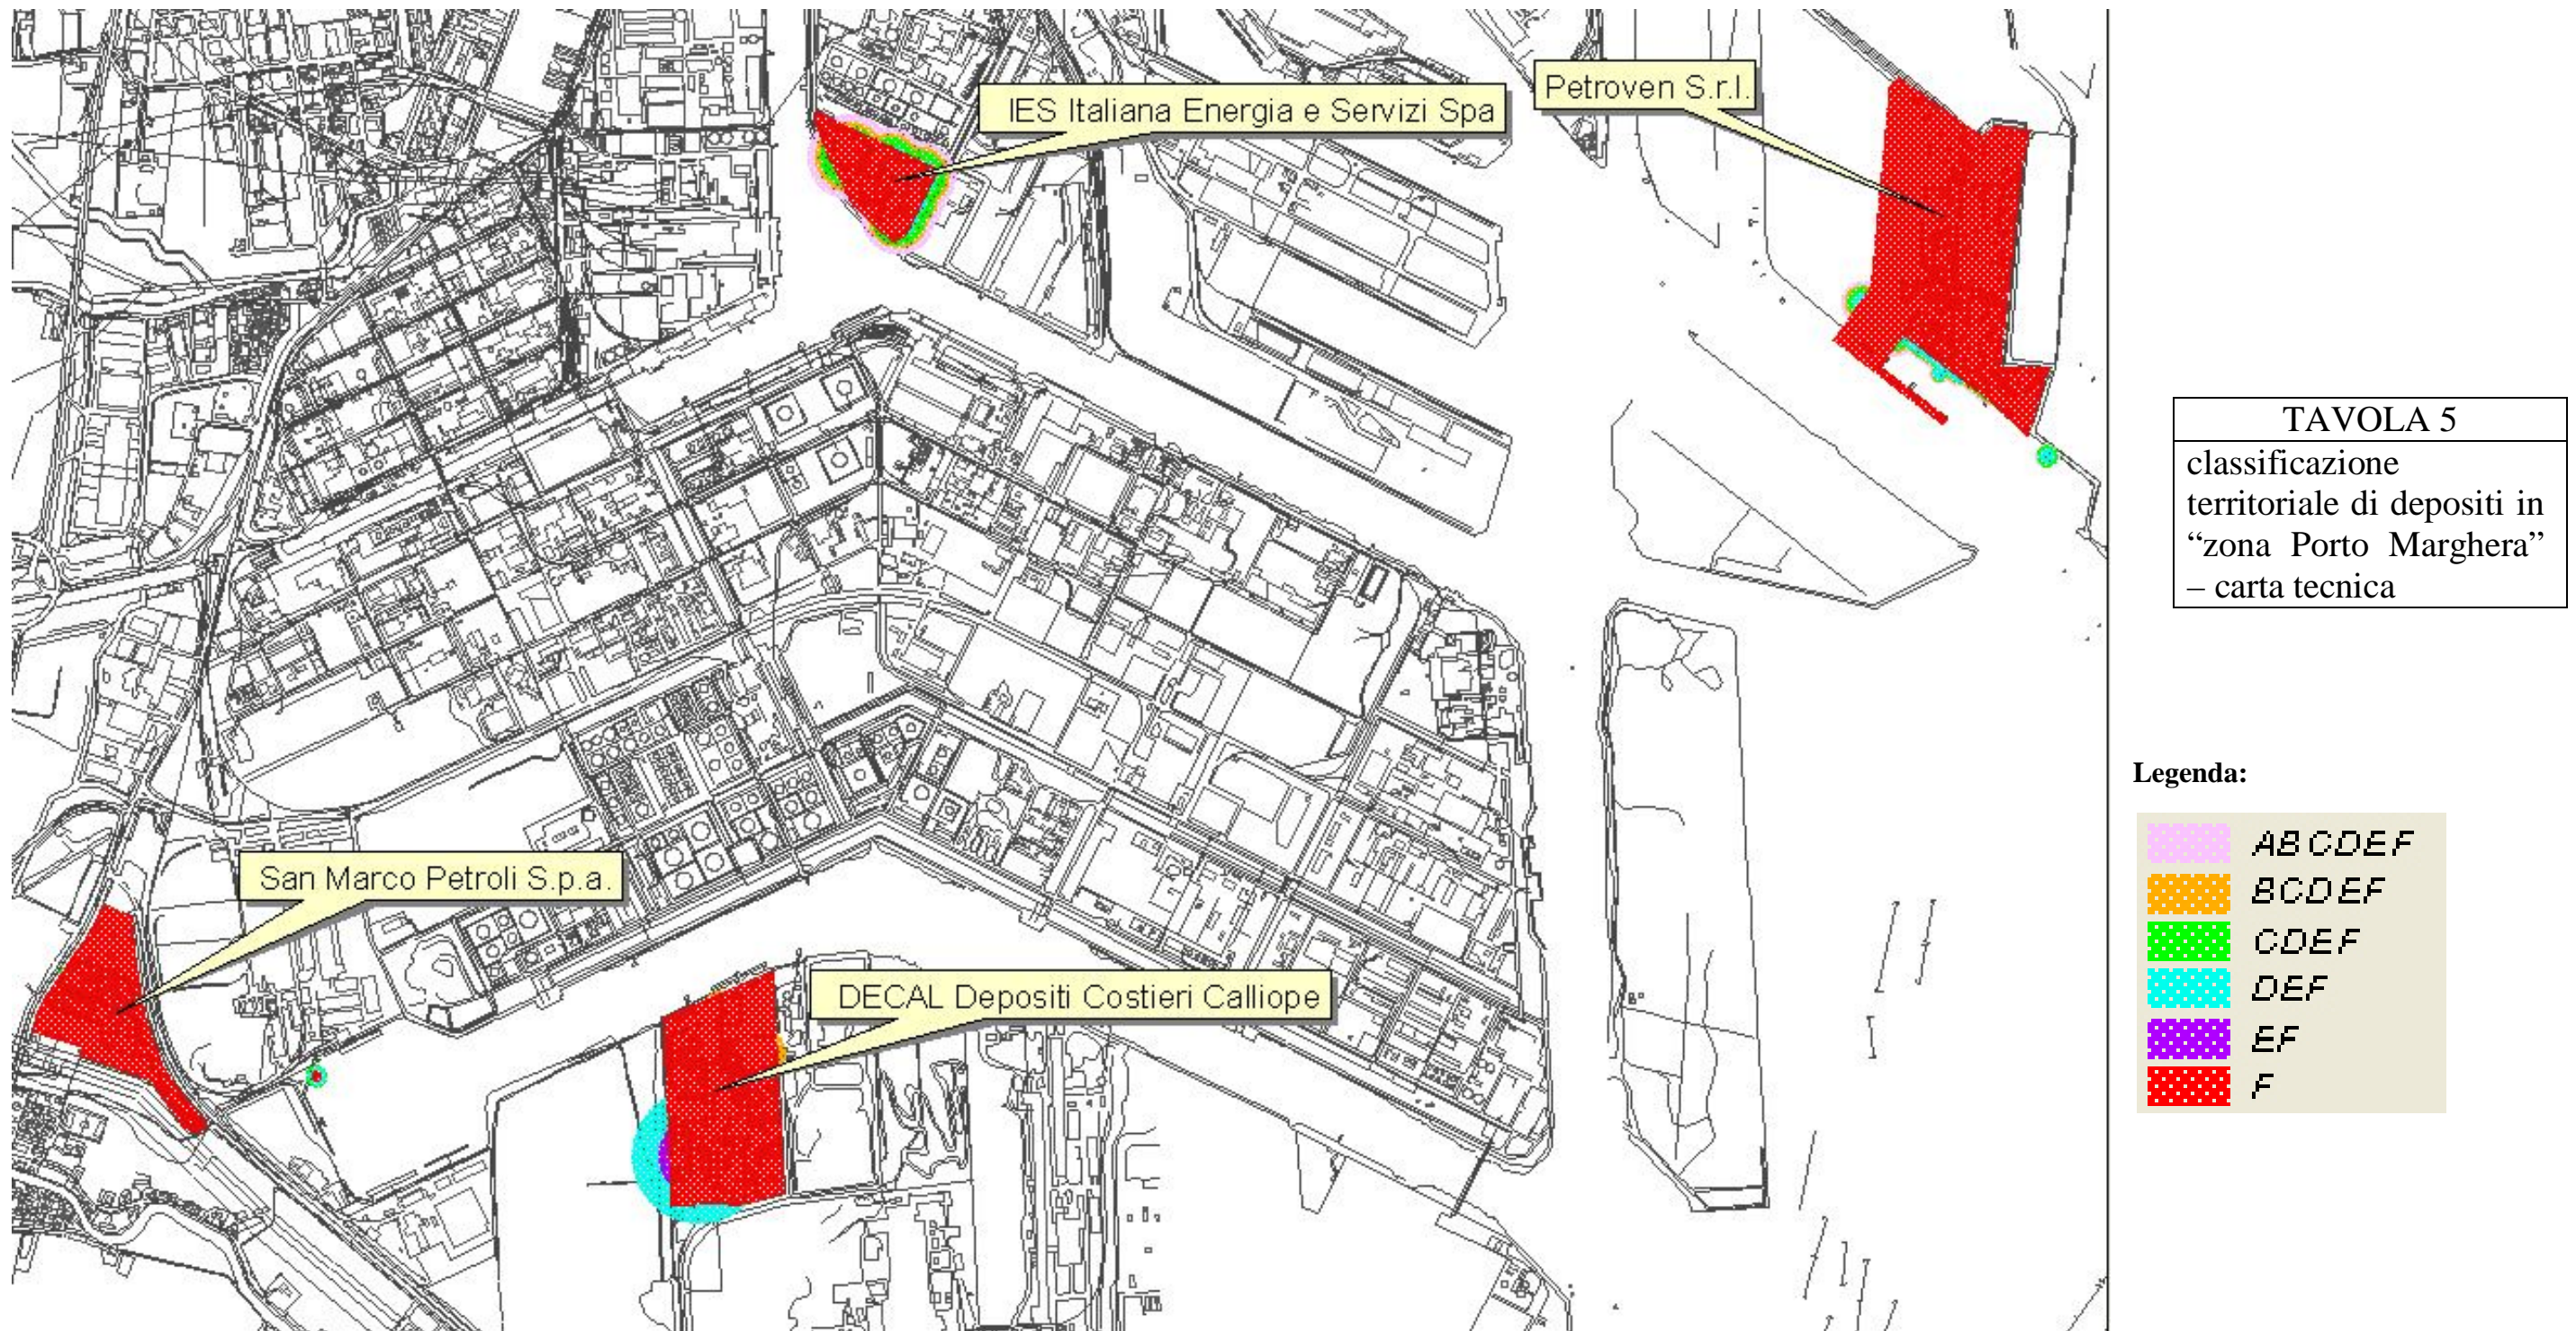 IES Italiana Energia e Servizi Spa
Petroven S.r.l.
San Marco Petroli S.p.a.
DECAL Depositi Costieri Calliope
TAVOLA 5
classificazione
territoriale di depositi in
“zona Porto Marghera”
– carta tecnica
Legenda:
ABCDEF
BCDEF
CDEF
DEF
EF
F